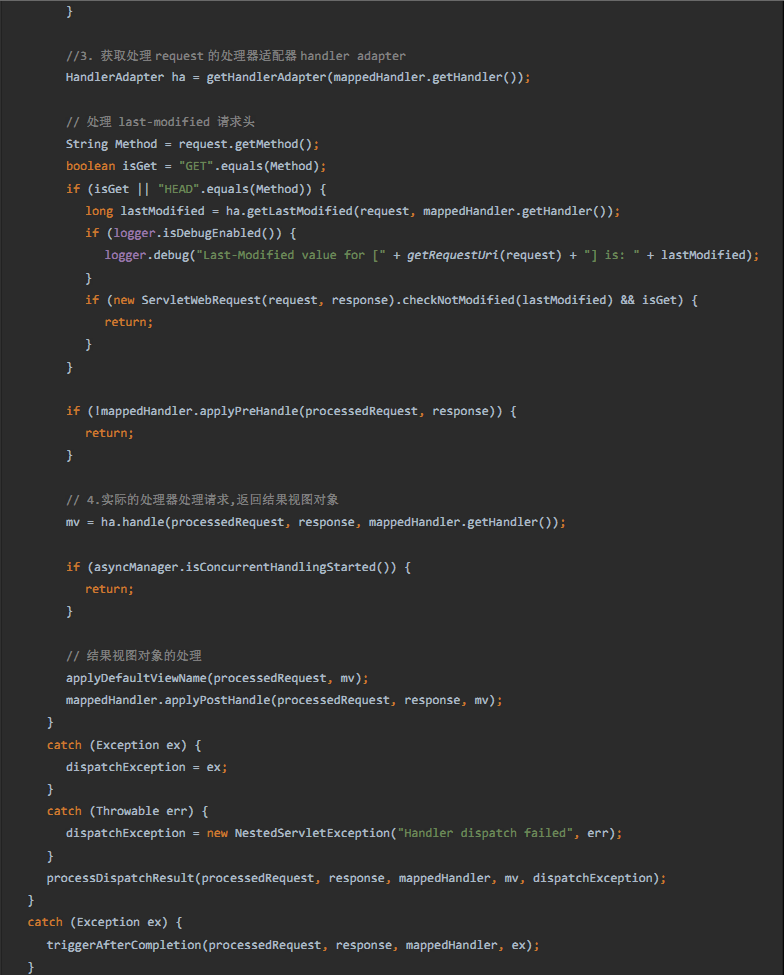 }
//3. 获取处理 request 的处理器适配器 handler adapter
HandlerAdapter ha = getHandlerAdapter(mappedHandler.getHandler());
// 处理 last-modified 请求头
String Method = request.getMethod();
boolean isGet = "GET".equals(Method);
if (isGet || "HEAD".equals(Method)) {
long lastModified = ha.getLastModified(request, mappedHandler.getHandler());
if (logger.isDebugEnabled()) {
logger.debug("Last-Modified value for [" + getRequestUri(request) + "] is: " + lastModified);
}
if (new ServletWebRequest(request, response).checkNotModified(lastModified) && isGet) {
return;
}
}
if (!mappedHandler.applyPreHandle(processedRequest, response)) {
return;
}
// 4.实际的处理器处理请求,返回结果视图对象
mv = ha.handle(processedRequest, response, mappedHandler.getHandler());
if (asyncManager.isConcurrentHandlingStarted()) {
return;
}
// 结果视图对象的处理
applyDefaultViewName(processedRequest, mv);
mappedHandler.applyPostHandle(processedRequest, response, mv);
}
catch (Exception ex) {
dispatchException = ex;
}
catch (Throwable err) {
dispatchException = new NestedServletException("Handler dispatch failed", err);
}
processDispatchResult(processedRequest, response, mappedHandler, mv, dispatchException);
}
catch (Exception ex) {
triggerAfterCompletion(processedRequest, response, mappedHandler, ex);
}